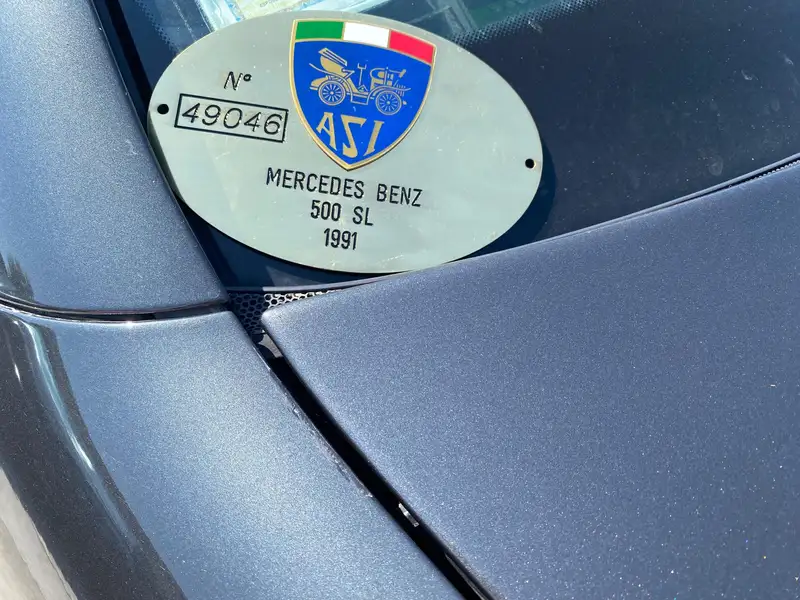 ASI
N°
49046
MERCEDES BENZ
500 SL
1991